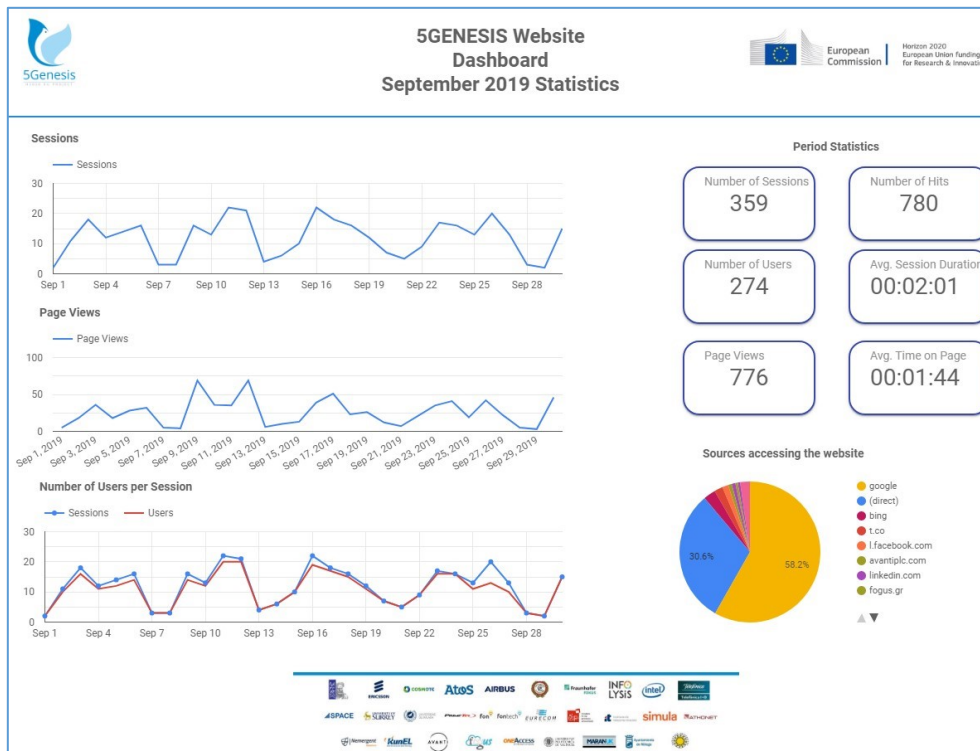 5GENESIS Website
Dashboard
September 2019 Statistics
5Genesis
European
Commission
Horizon 2020
European Union funding
for Research & Innovati
Sessions
Sessions
30
20
10
0
Sep 1 Sep 4 Sep 7 Sep 10 Sep 13 Sep 16 Sep 19 Sep 22 Sep 25 Sep 28
Page Views
Page Views
100
50
0
Sep 1, 2019 Sep 3, 2019 Sep 5, 2019 Sep 7, 2019 Sep 9, 2019 Sep 11, 2019 Sep 13, 2019 Sep 15, 2019 Sep 17, 2019 Sep 19, 2019 Sep 21, 2019 Sep 23, 2019 Sep 25, 2019 Sep 27, 2019 Sep 29, 2019
Number of Users per Session
Sessions Users
30
20
10
0
Sep 1 Sep 4 Sep 7 Sep 10 Sep 13 Sep 16 Sep 19 Sep 22 Sep 25 Sep 28
Period Statistics
Number of Sessions
359
Number of Hits
780
Number of Users
274
Avg. Session Duration
00:02:01
Page Views
776
Avg. Time on Page
00:01:44
Sources accessing the website
30.6%
58.2%
google
(direct)
bing
t.co
l.facebook.com
avantiplc.com
linkedin.com
fogus.gr
ERICSSON
COSMOTE
Atos
AIRBUS
Fraunhofer
INFO
LYSIS
intel
Telefónica
SPACE
UNIVERSITY OF
SURREY
fon
fantech
EURECOM
simula
ATHONET
Nemergent
RunEL
AVANTI
oneAccess
MARAN